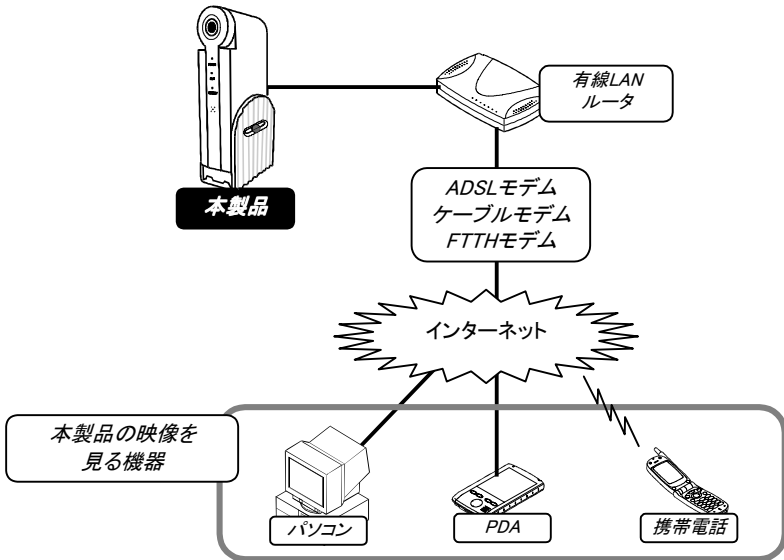 有線LAN
ルータ
本製品
ADSLモデム
ケーブルモデム
FTTHモデム
インターネット
本製品の映像を
見る機器
パソコン
PDA
携帯電話